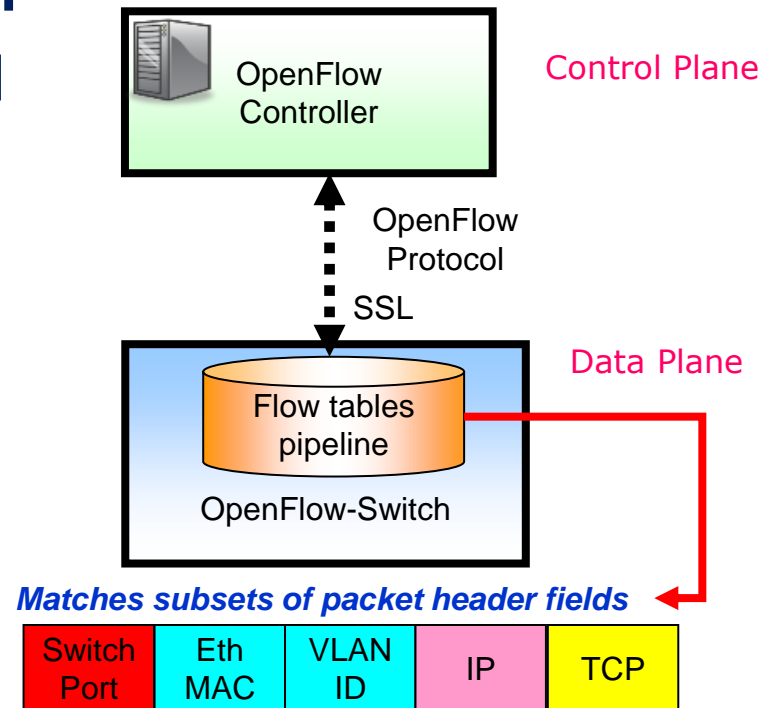 OpenFlow
Controller
Control Plane
OpenFlow
Protocol
SSL
Data Plane
Flow tables
pipeline
OpenFlow-Switch
Matches subsets of packet header fields
Switch
Port
Eth
MAC
VLAN
ID
IP
TCP